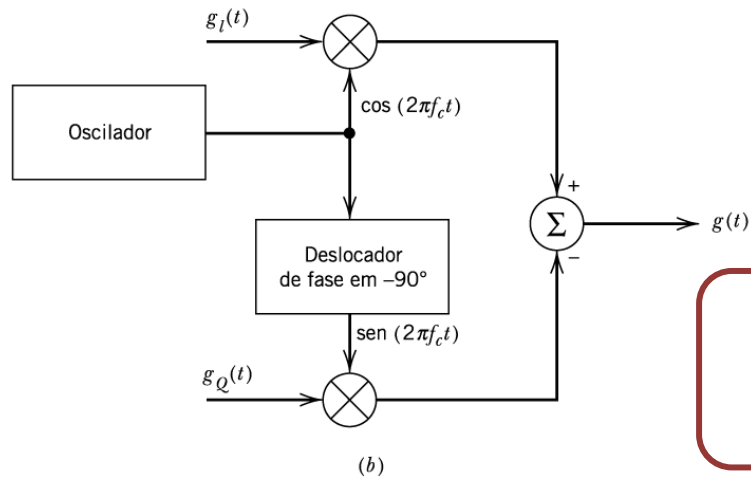 g_I(t)
cos (2πf_ct)
Oscilador
+
Σ
g(t)
−
Deslocador
de fase em −90°
sen (2πf_ct)
g_Q(t)
(b)